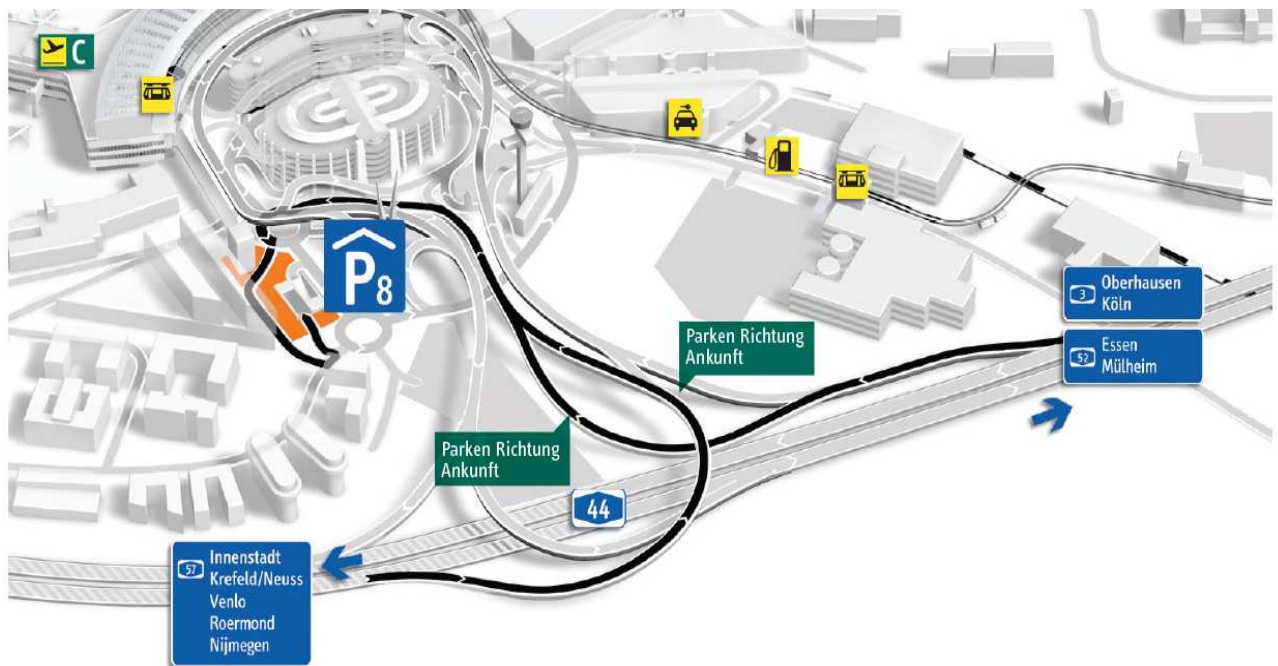 C
P8
3
Oberhausen
Köln
Parken Richtung
Ankunft
52
Essen
Mülheim
Parken Richtung
Ankunft
44
57
Innenstadt
Krefeld/Neuss
Venlo
Roermond
Nijmegen